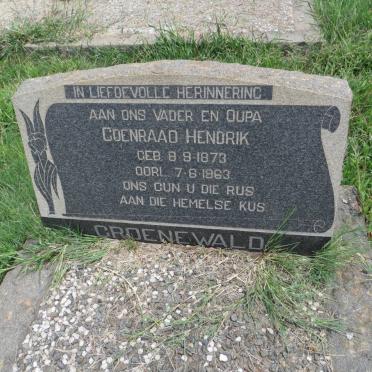 IN LIEFDEVOLLE HERINNERING
AAN ONS VADER EN OUPA
COENRAAD HENDRIK
GEB. 9·9·1873
OORL. 7·6·1963
ONS GUN U DIE RUS
AAN DIE HEMELSE KUS
GROENEWALD